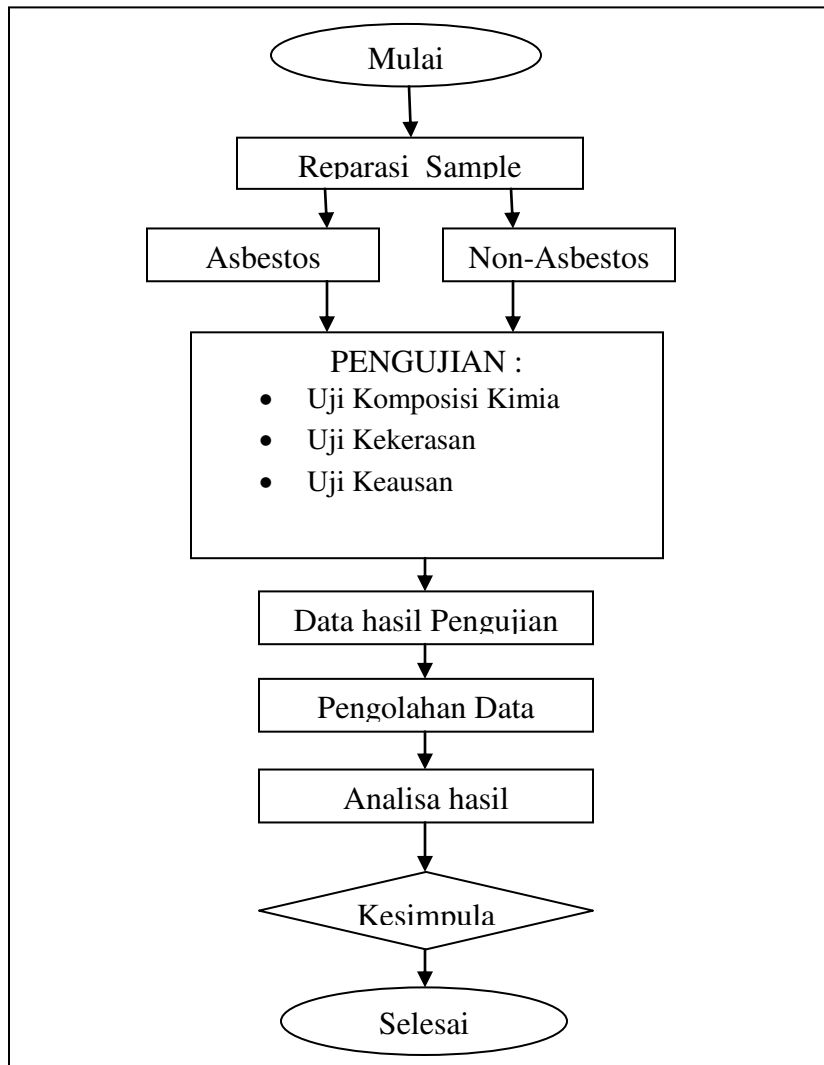 Mulai
Reparasi Sample
Asbestos
Non-Asbestos
PENGUJIAN :
• Uji Komposisi Kimia
• Uji Kekerasan
• Uji Keausan
Data hasil Pengujian
Pengolahan Data
Analisa hasil
Kesimpula
Selesai